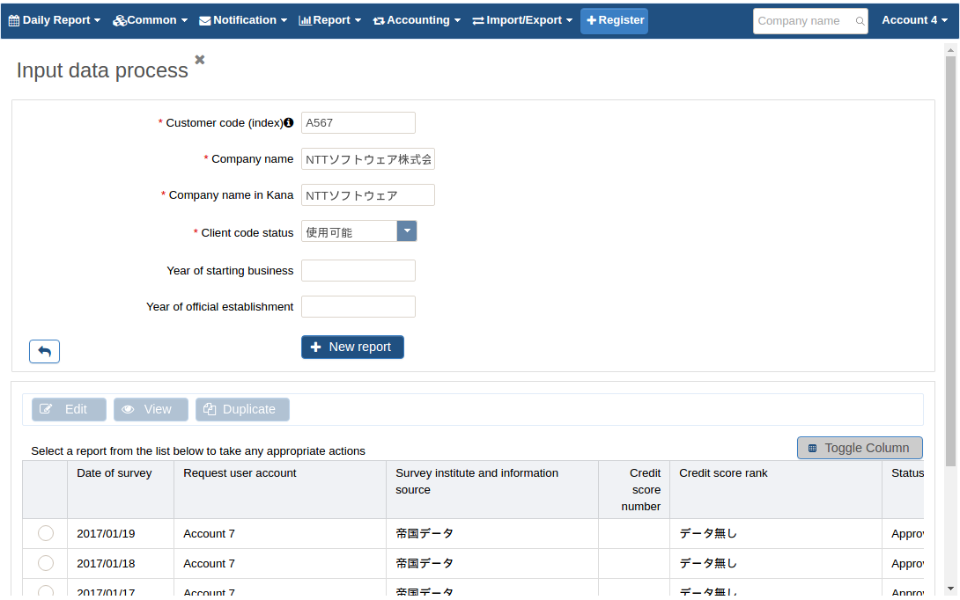 Daily Report Common Notification Report Accounting Import/Export Register Company name Account 4
Input data process
* Customer code (index) A567
* Company name NTTソフトウェア株式会
* Company name in Kana NTTソフトウェア
* Client code status 使用可能
Year of starting business
Year of official establishment
New report
Edit View Duplicate
Select a report from the list below to take any appropriate actions
Toggle Column
Date of survey Request user account Survey institute and information source Credit score number Credit score rank Status
2017/01/19 Account 7 帝国データ データ無し Approv
2017/01/18 Account 7 帝国データ データ無し Approv
2017/01/17 Account 7 帝国データ データ無し Approv